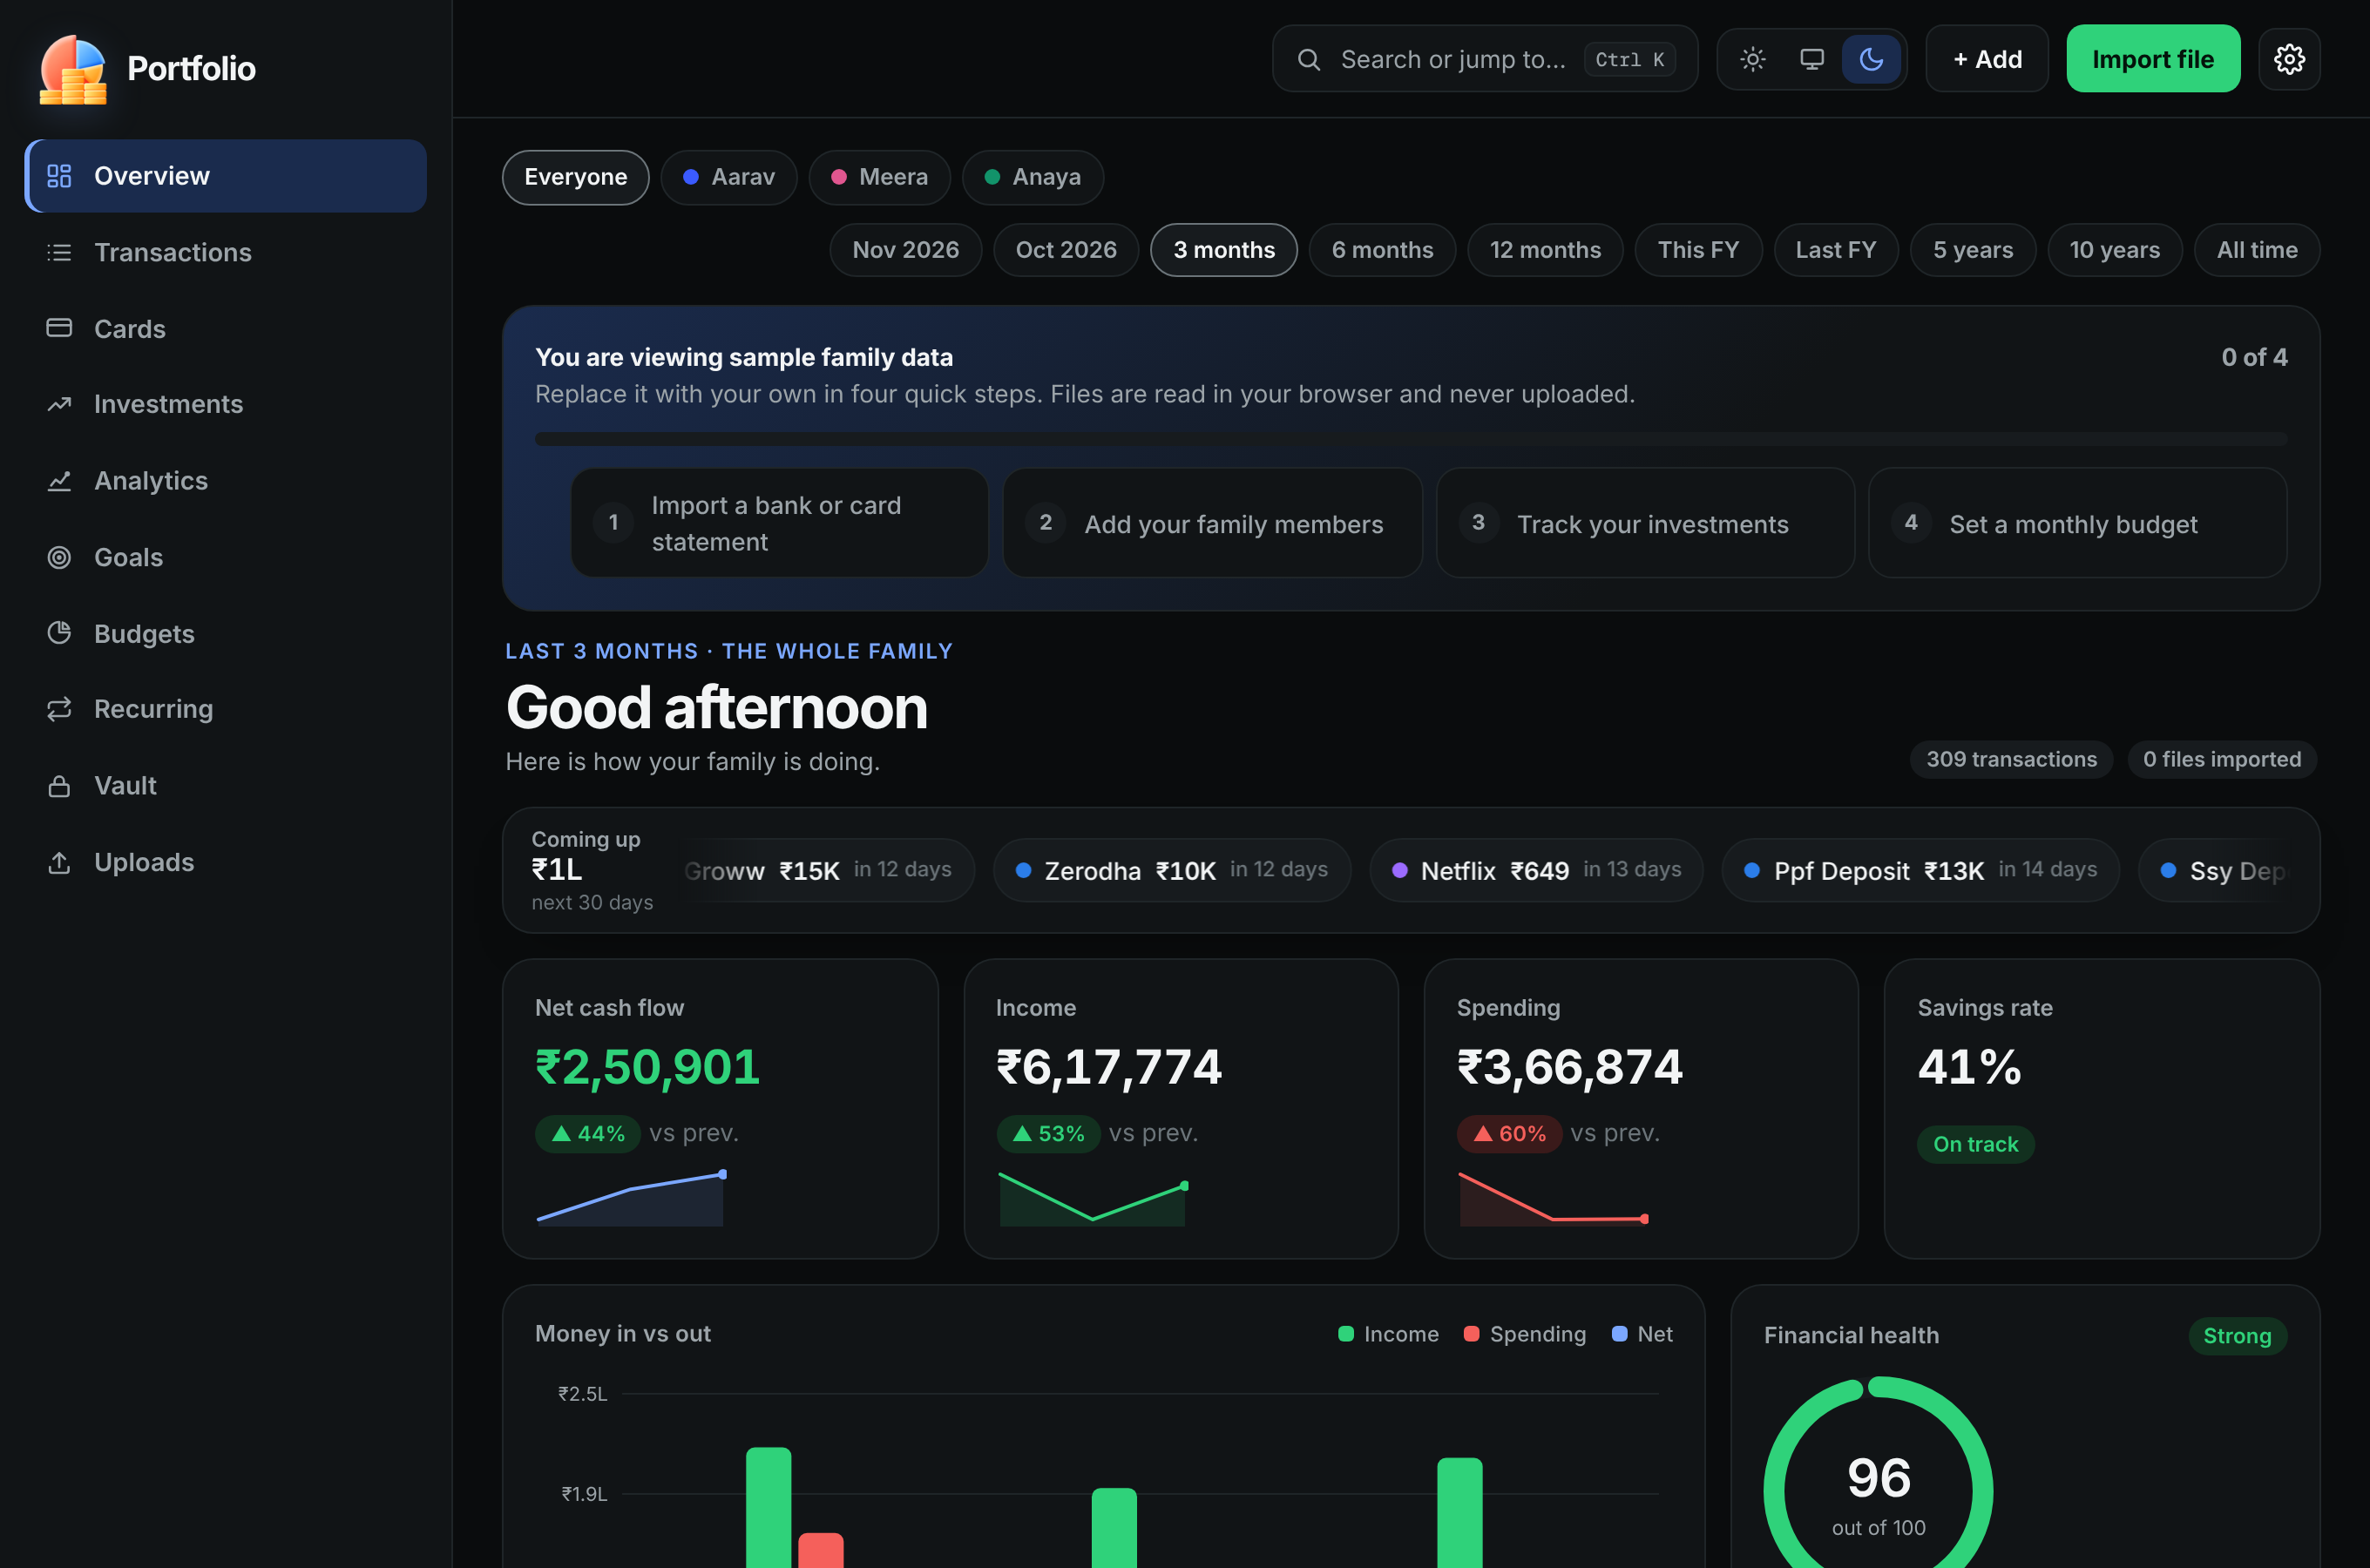 Portfolio
Search or jump to...
Ctrl K
+ Add
Import file
Overview
Transactions
Cards
Investments
Analytics
Goals
Budgets
Recurring
Vault
Uploads
Everyone
Aarav
Meera
Anaya
Nov 2026
Oct 2026
3 months
6 months
12 months
This FY
Last FY
5 years
10 years
All time
You are viewing sample family data
0 of 4
Replace it with your own in four quick steps. Files are read in your browser and never uploaded.
1
Import a bank or card
statement
2
Add your family members
3
Track your investments
4
Set a monthly budget
LAST 3 MONTHS · THE WHOLE FAMILY
Good afternoon
Here is how your family is doing.
309 transactions
0 files imported
Coming up
₹1L
next 30 days
Groww ₹15K in 12 days
Zerodha ₹10K in 12 days
Netflix ₹649 in 13 days
Ppf Deposit ₹13K in 14 days
Ssy Dep
Net cash flow
₹2,50,901
▲ 44% vs prev.
Income
₹6,17,774
▲ 53% vs prev.
Spending
₹3,66,874
▲ 60% vs prev.
Savings rate
41%
On track
Money in vs out
Income
Spending
Net
₹2.5L
₹1.9L
Financial health
Strong
96
out of 100